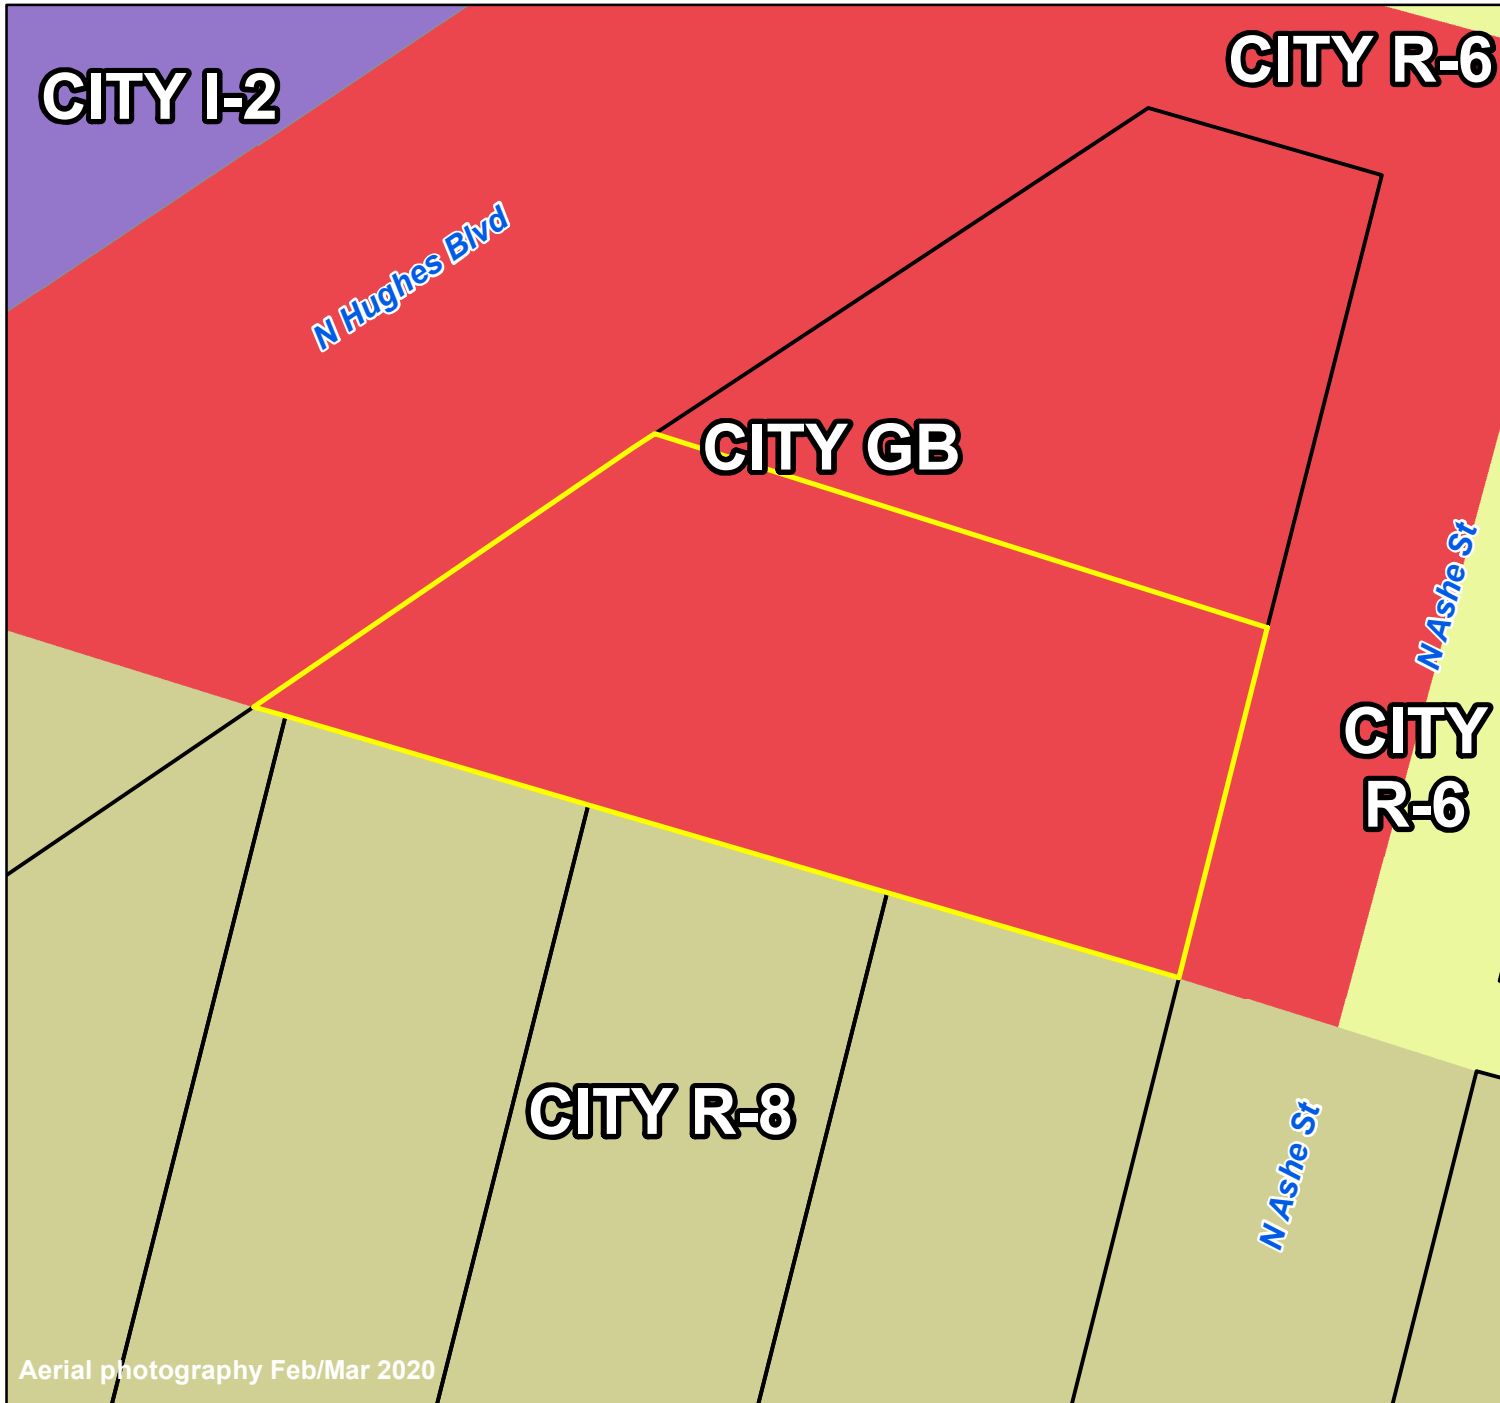 CITY R-6
CITY I-2
N Hughes Blvd
CITY GB
N Ashe St
CITY
R-6
CITY R-8
N Ashe St
Aerial photography Feb/Mar 2020